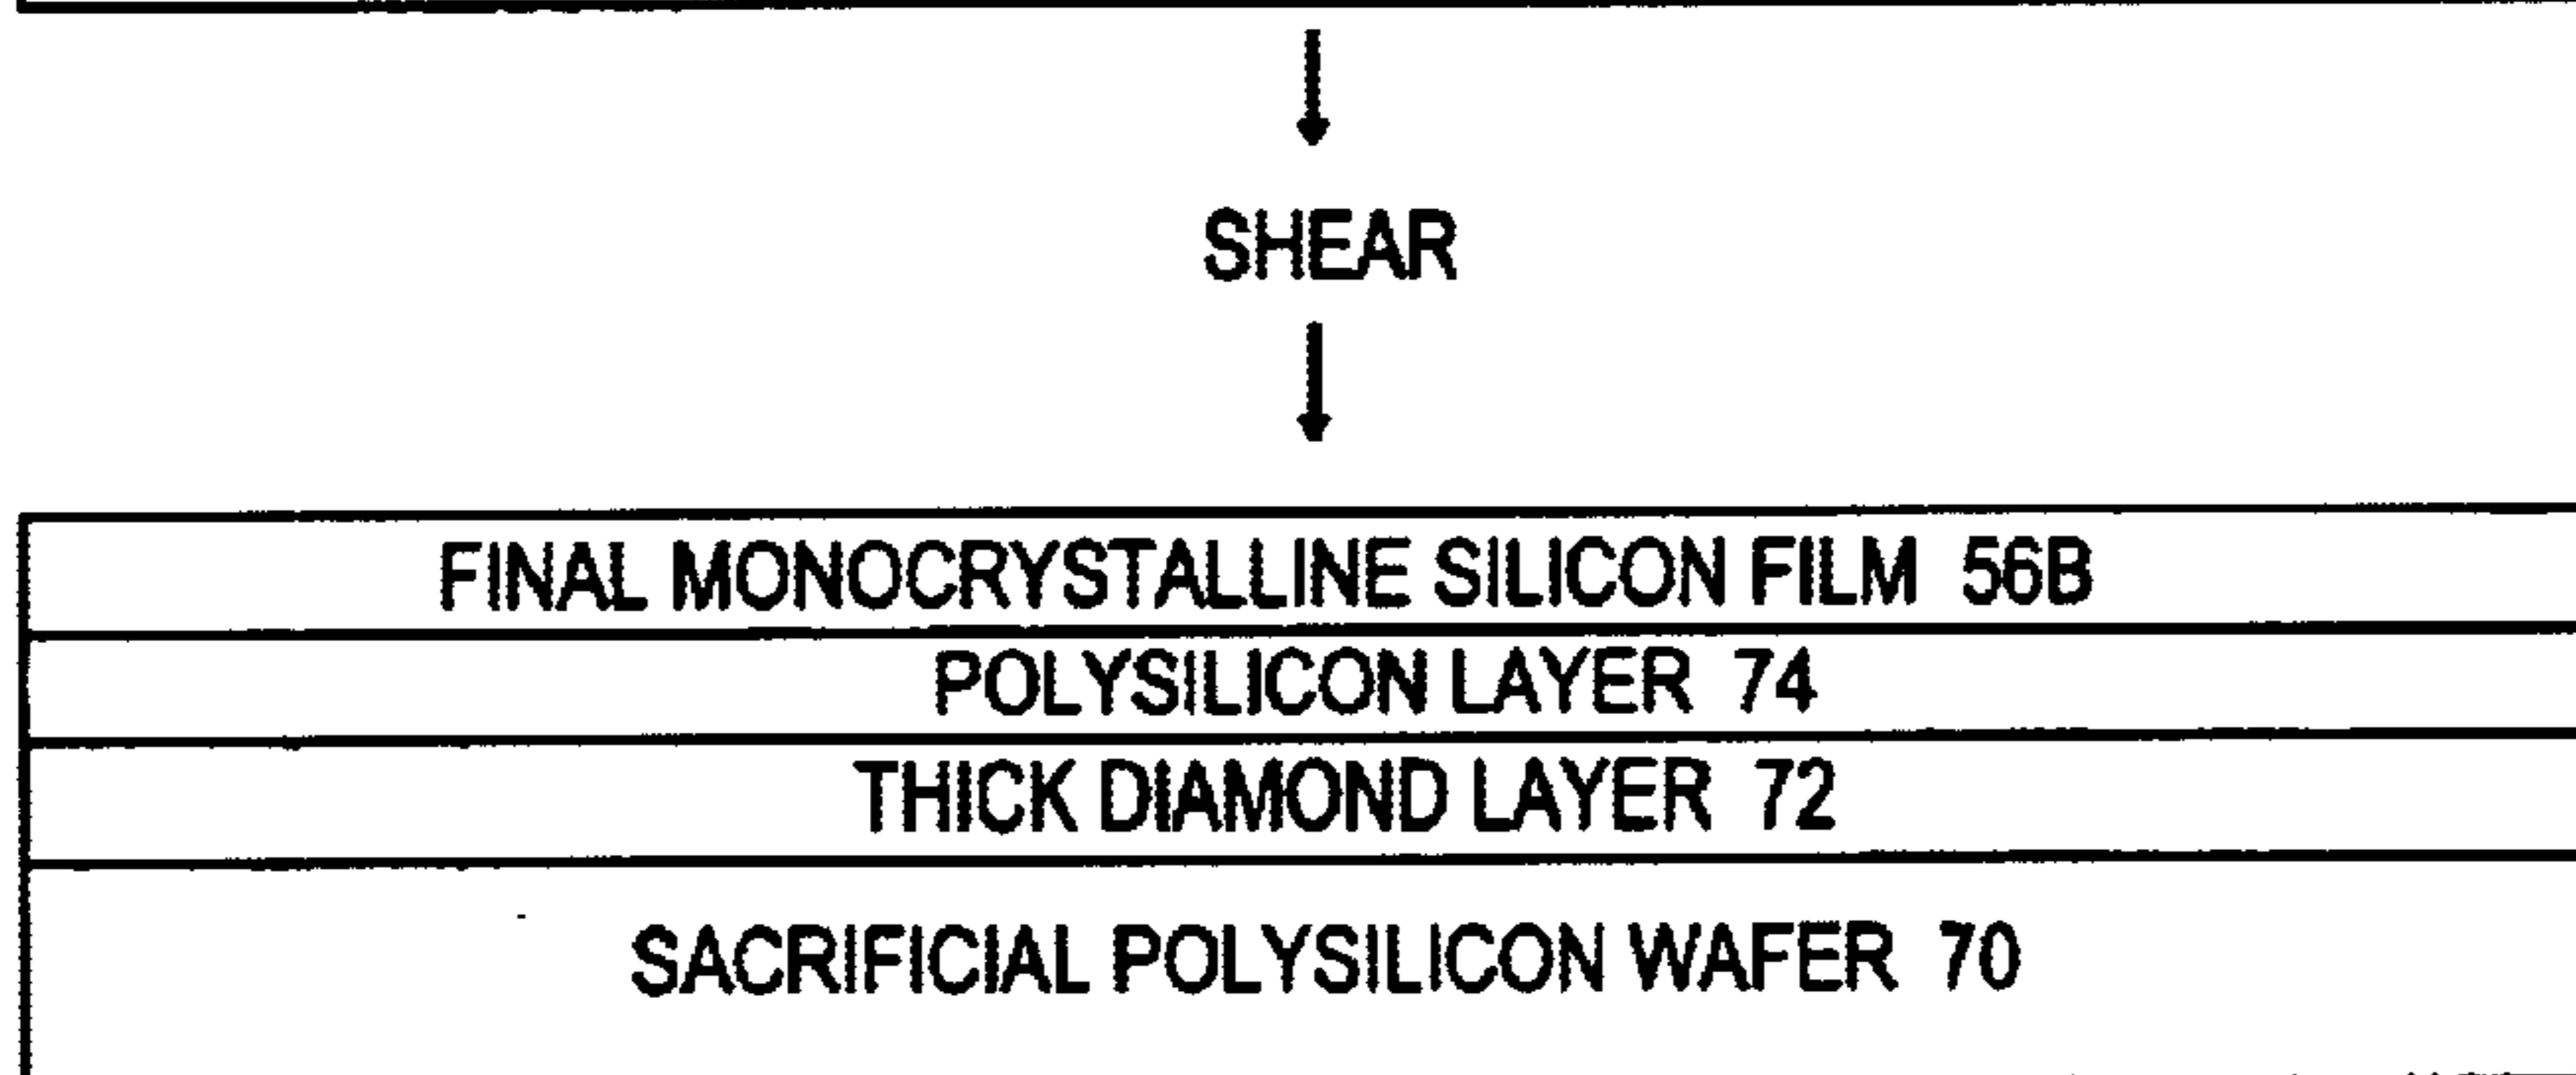 SHEAR
FINAL MONOCRYSTALLINE SILICON FILM 56B
POLYSILICON LAYER 74
THICK DIAMOND LAYER 72
SACRIFICIAL POLYSILICON WAFER 70